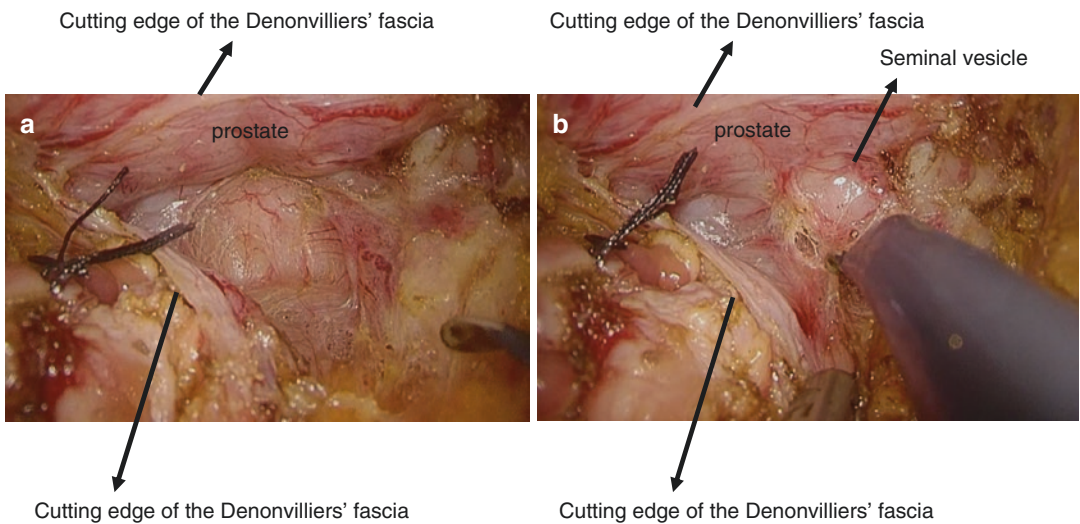 Cutting edge of the Denonvilliers’ fascia
Cutting edge of the Denonvilliers’ fascia
Seminal vesicle
a
prostate
b
prostate
Cutting edge of the Denonvilliers’ fascia
Cutting edge of the Denonvilliers’ fascia